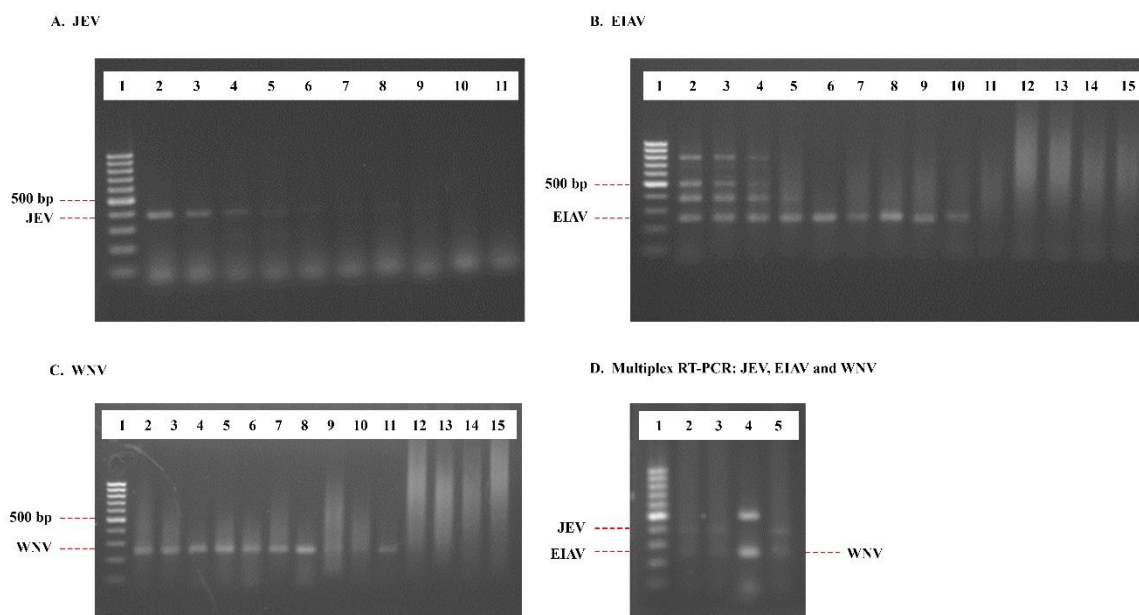 A. JEV
1 2 3 4 5 6 7 8 9 10 11
500 bp
JEV
B. EIAV
1 2 3 4 5 6 7 8 9 10 11 12 13 14 15
500 bp
EIAV
C. WNV
1 2 3 4 5 6 7 8 9 10 11 12 13 14 15
500 bp
WNV
D. Multiplex RT-PCR: JEV, EIAV and WNV
1 2 3 4 5
JEV
EIAV
WNV